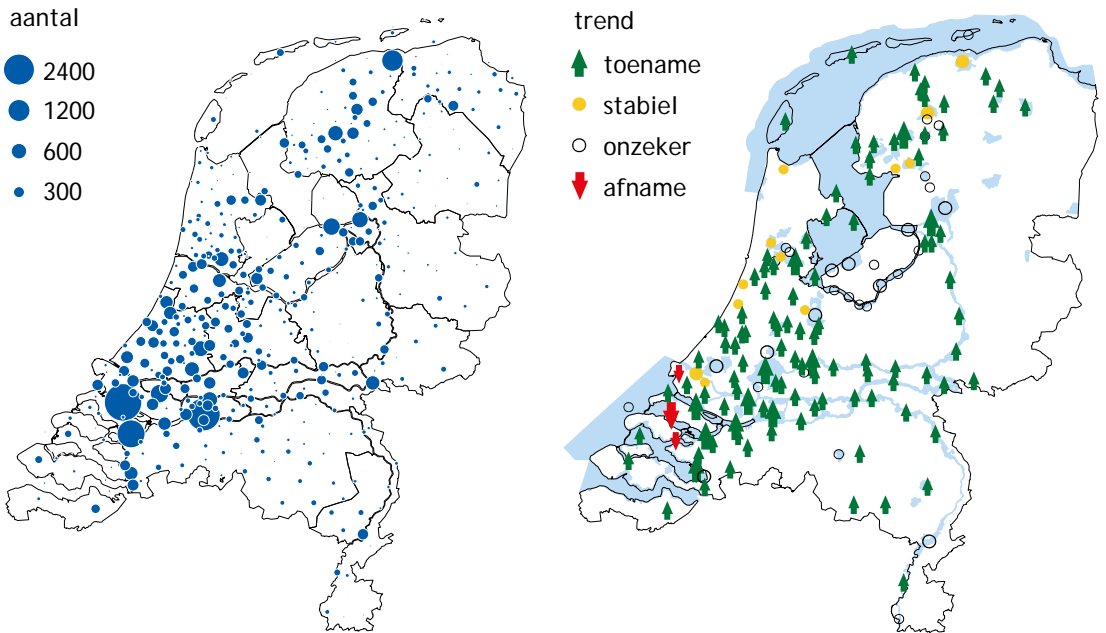 aantal
2400
1200
600
300
trend
toename
stabiel
onzeker
afname